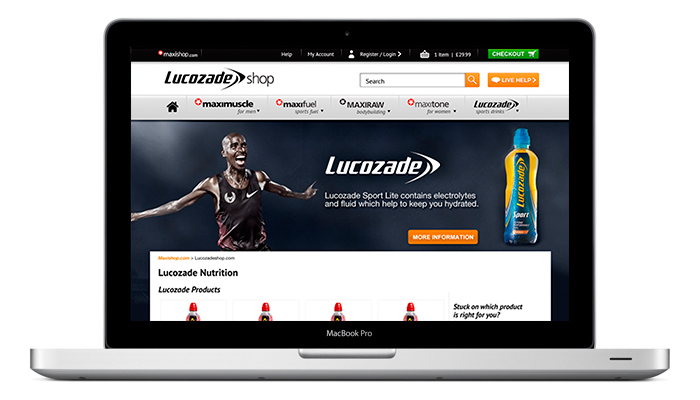 maxishop.com
Help
My Account
Register / Login
1 Item | £29.99
CHECKOUT
Lucozade shop
Search
LIVE HELP
maximuscle
for men
maxifuel
sports fuel
MAXIRAW
bodybuilding
maxitone
for women
Lucozade
sports drinks
Lucozade
Lucozade Sport Lite contains electrolytes
and fluid which help to keep you hydrated.
MORE INFORMATION
Lucozade
Sport
Maxishop.com > Lucozadeshop.com
Lucozade Nutrition
Lucozade Products
Stuck on which product
is right for you?
MacBook Pro